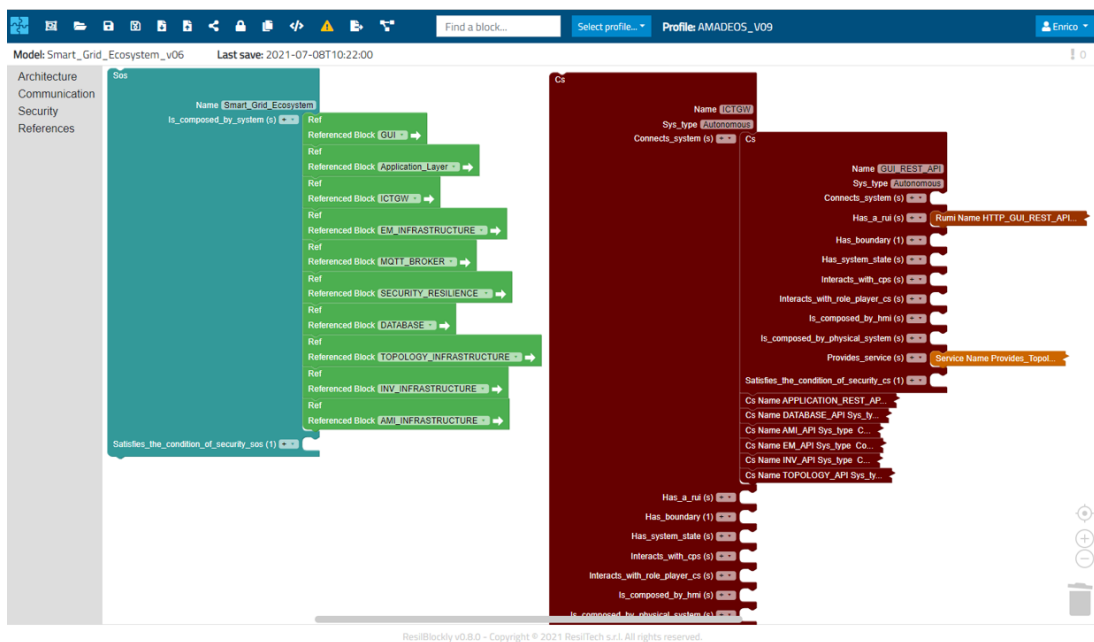 Find a block...
Select profile...
Profile: AMADEOS_V09
Enrico
Model: Smart_Grid_Ecosystem_v06
Last save: 2021-07-08T10:22:00
0
Architecture
Communication
Security
References
Sos
Name Smart_Grid_Ecosystem
Is_composed_by_system (s) + -
Ref
Referenced Block GUI
Ref
Referenced Block Application_Layer
Ref
Referenced Block ICTGW
Ref
Referenced Block EM_INFRASTRUCTURE
Ref
Referenced Block MQTT_BROKER
Ref
Referenced Block SECURITY_RESILIENCE
Ref
Referenced Block DATABASE
Ref
Referenced Block TOPOLOGY_INFRASTRUCTURE
Ref
Referenced Block INV_INFRASTRUCTURE
Ref
Referenced Block AMI_INFRASTRUCTURE
Satisfies_the_condition_of_security_sos (1) + -
Cs
Name ICTGW
Sys_type Autonomous
Connects_system (s) + -
Cs
Name GUI_REST_API
Sys_type Autonomous
Connects_system (s) + -
Has_a_rui (s) + - Rumi Name HTTP_GUI_REST_API...
Has_boundary (1) + -
Has_system_state (s) + -
Interacts_with_cps (s) + -
Interacts_with_role_player_cs (s) + -
Is_composed_by_hmi (s) + -
Is_composed_by_physical_system (s) + -
Provides_service (s) + - Service Name Provides_Topol...
Satisfies_the_condition_of_security_cs (1) + -
Cs Name APPLICATION_REST_AP...
Cs Name DATABASE_API Sys_ty...
Cs Name AMI_API Sys_type C...
Cs Name EM_API Sys_type Co...
Cs Name INV_API Sys_type C...
Cs Name TOPOLOGY_API Sys_ty...
Has_a_rui (s) + -
Has_boundary (1) + -
Has_system_state (s) + -
Interacts_with_cps (s) + -
Interacts_with_role_player_cs (s) + -
Is_composed_by_hmi (s) + -
Is_composed_by_physical_system (s) + -
ResilBlockly v0.8.0 - Copyright © 2021 ResilTech s.r.l. All rights reserved.